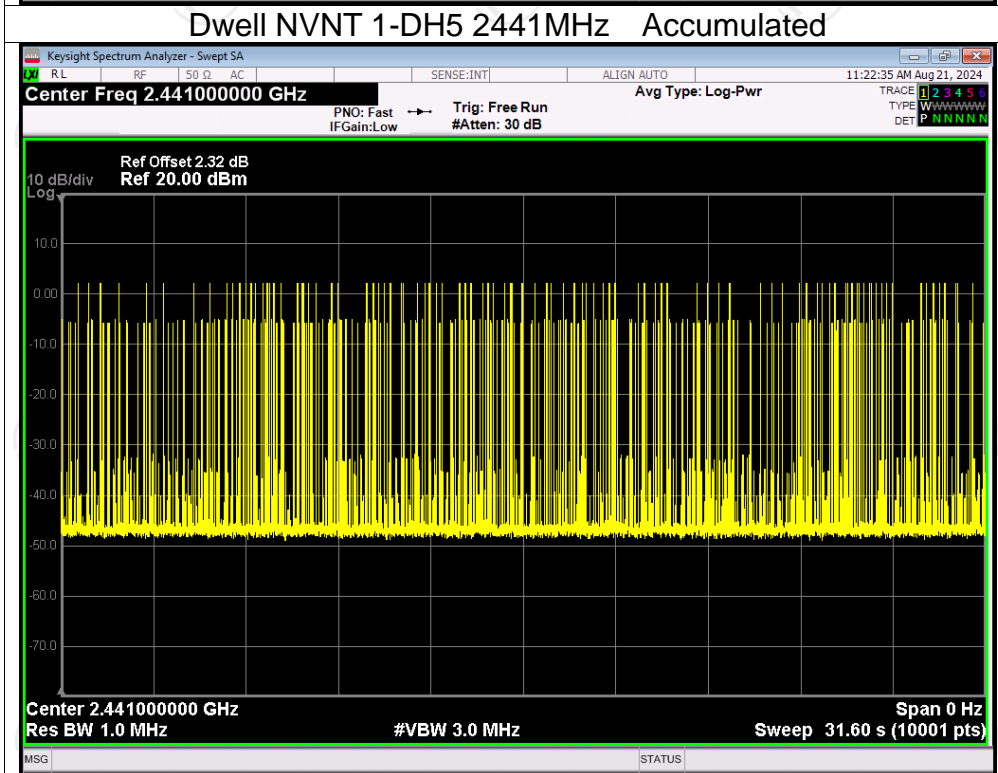 Dwell NVNT 1-DH5 2441MHz Accumulated
Keysight Spectrum Analyzer - Swept SA
LXI RL RF 50 Ω AC SENSE:INT ALIGN AUTO 11:22:35 AM Aug 21, 2024
Center Freq 2.441000000 GHz Avg Type: Log-Pwr TRACE 1 2 3 4 5 6
PNO: Fast Trig: Free Run TYPE WWWWWW
IFGain:Low #Atten: 30 dB DET P N N N N N
Ref Offset 2.32 dB
10 dB/div Ref 20.00 dBm
Log
10.0
0.00
-10.0
-20.0
-30.0
-40.0
-50.0
-60.0
-70.0
Center 2.441000000 GHz Span 0 Hz
Res BW 1.0 MHz #VBW 3.0 MHz Sweep 31.60 s (10001 pts)
MSG STATUS